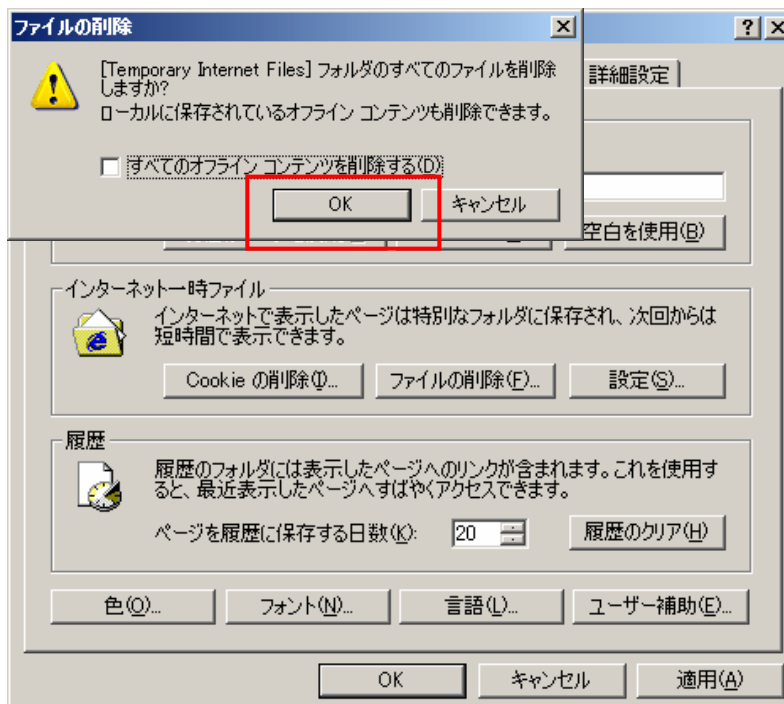 ファイルの削除
[Temporary Internet Files] フォルダのすべてのファイルを削除
しますか?
ローカルに保存されているオフライン コンテンツも削除できます。
すべてのオフライン コンテンツを削除する(D)
OK
キャンセル
詳細設定
空白を使用(B)
インターネット一時ファイル
インターネットで表示したページは特別なフォルダに保存され、次回からは
短時間で表示できます。
Cookie の削除(I)...
ファイルの削除(F)...
設定(S)...
履歴
履歴のフォルダには表示したページへのリンクが含まれます。これを使用す
ると、最近表示したページへすばやくアクセスできます。
ページを履歴に保存する日数(K):
20
履歴のクリア(H)
色(O)...
フォント(N)...
言語(L)...
ユーザー補助(E)...
OK
キャンセル
適用(A)